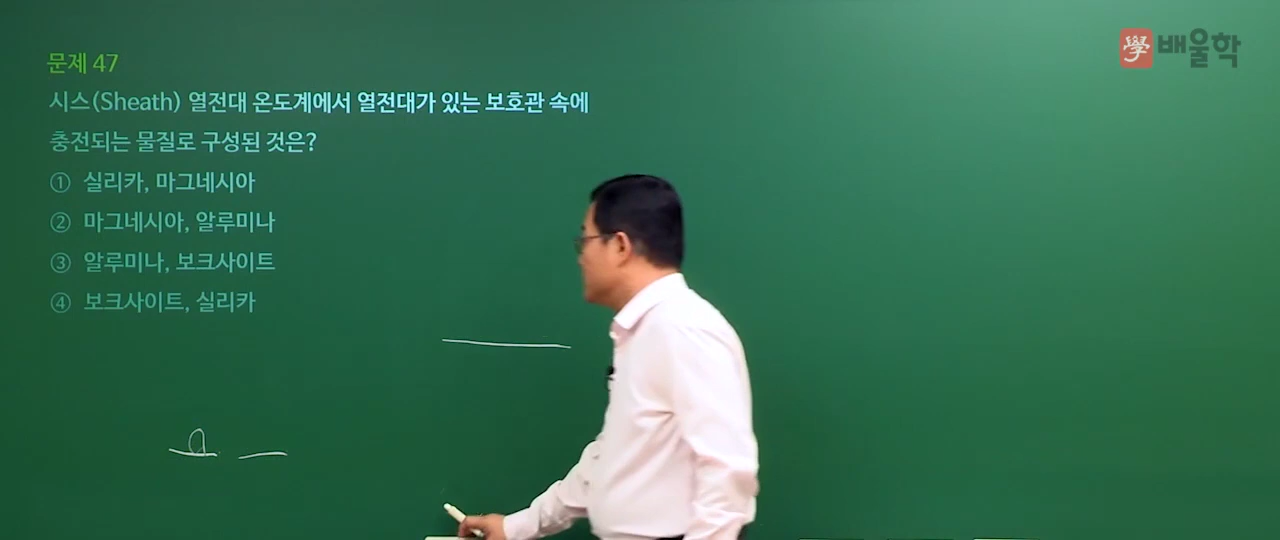 學 배울학
문제 47
시스(Sheath) 열전대 온도계에서 열전대가 있는 보호관 속에
충전되는 물질로 구성된 것은?
① 실리카, 마그네시아
② 마그네시아, 알루미나
③ 알루미나, 보크사이트
④ 보크사이트, 실리카